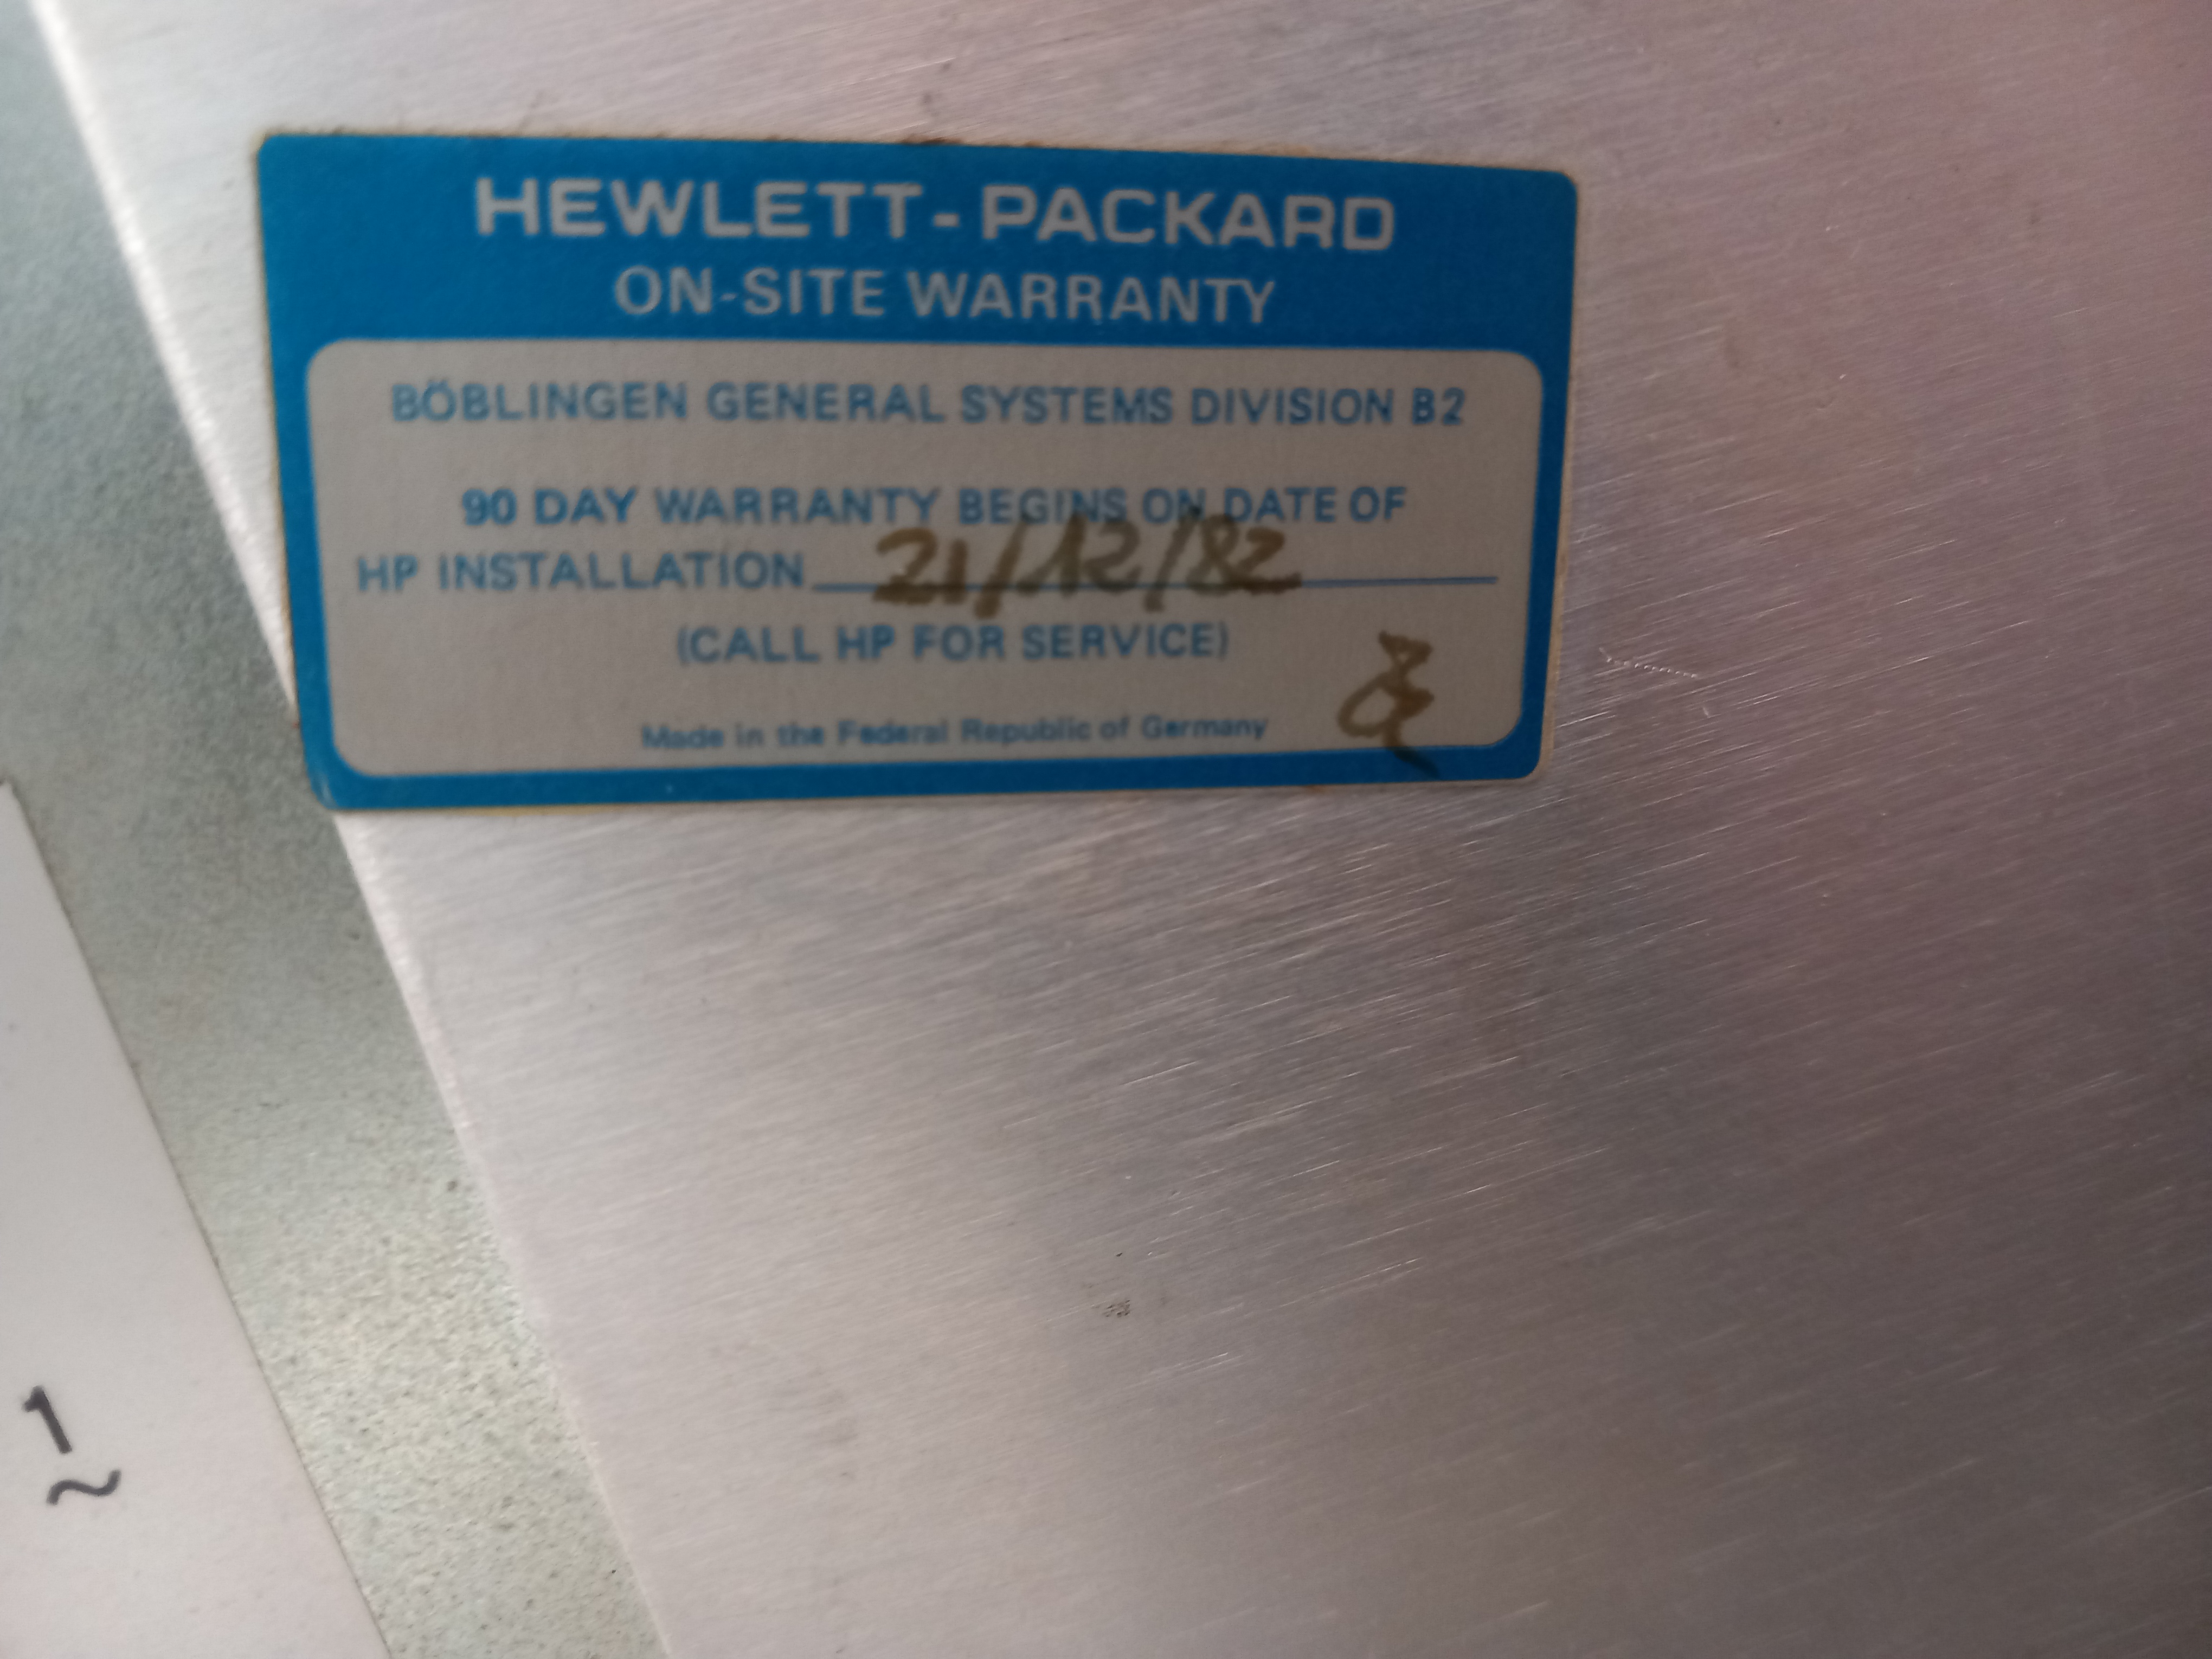 HEWLETT-PACKARD
ON-SITE WARRANTY
BÖBLINGEN GENERAL SYSTEMS DIVISION B2
90 DAY WARRANTY BEGINS ON DATE OF
HP INSTALLATION 21/12/82
(CALL HP FOR SERVICE)
Made in the Federal Republic of Germany
1
~